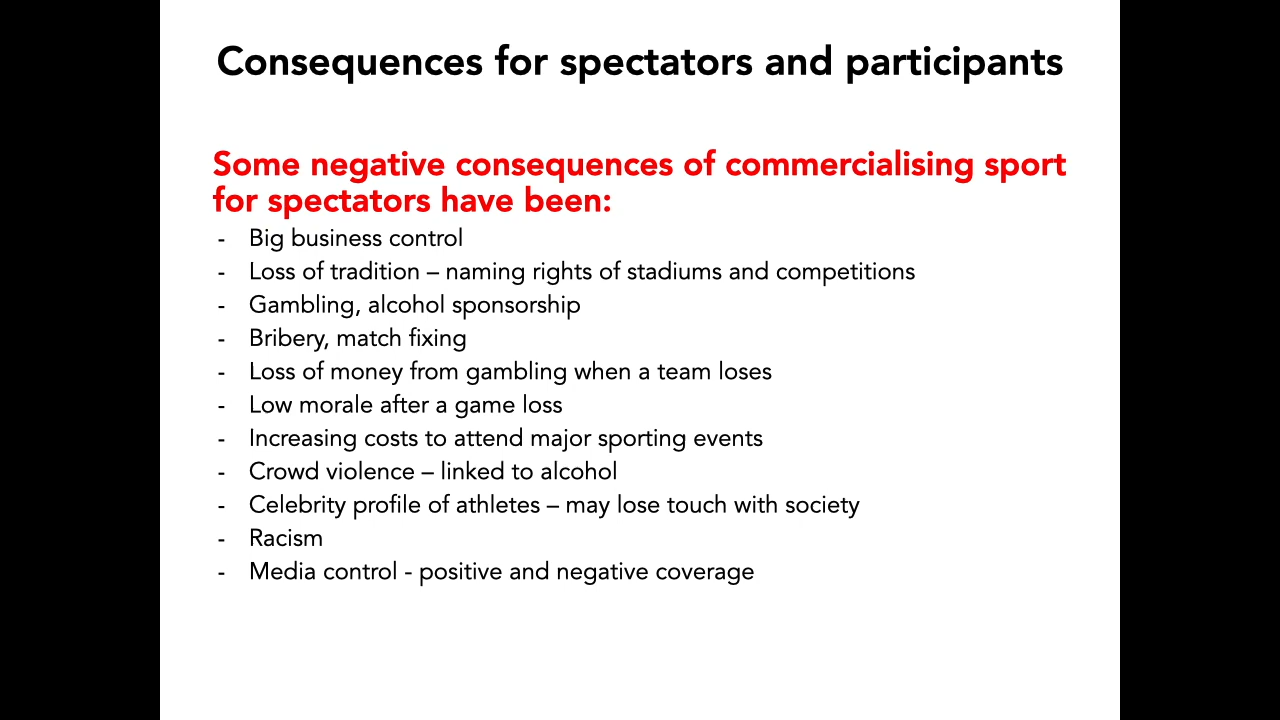 Consequences for spectators and participants
Some negative consequences of commercialising sport
for spectators have been:
- Big business control
- Loss of tradition – naming rights of stadiums and competitions
- Gambling, alcohol sponsorship
- Bribery, match fixing
- Loss of money from gambling when a team loses
- Low morale after a game loss
- Increasing costs to attend major sporting events
- Crowd violence – linked to alcohol
- Celebrity profile of athletes – may lose touch with society
- Racism
- Media control - positive and negative coverage